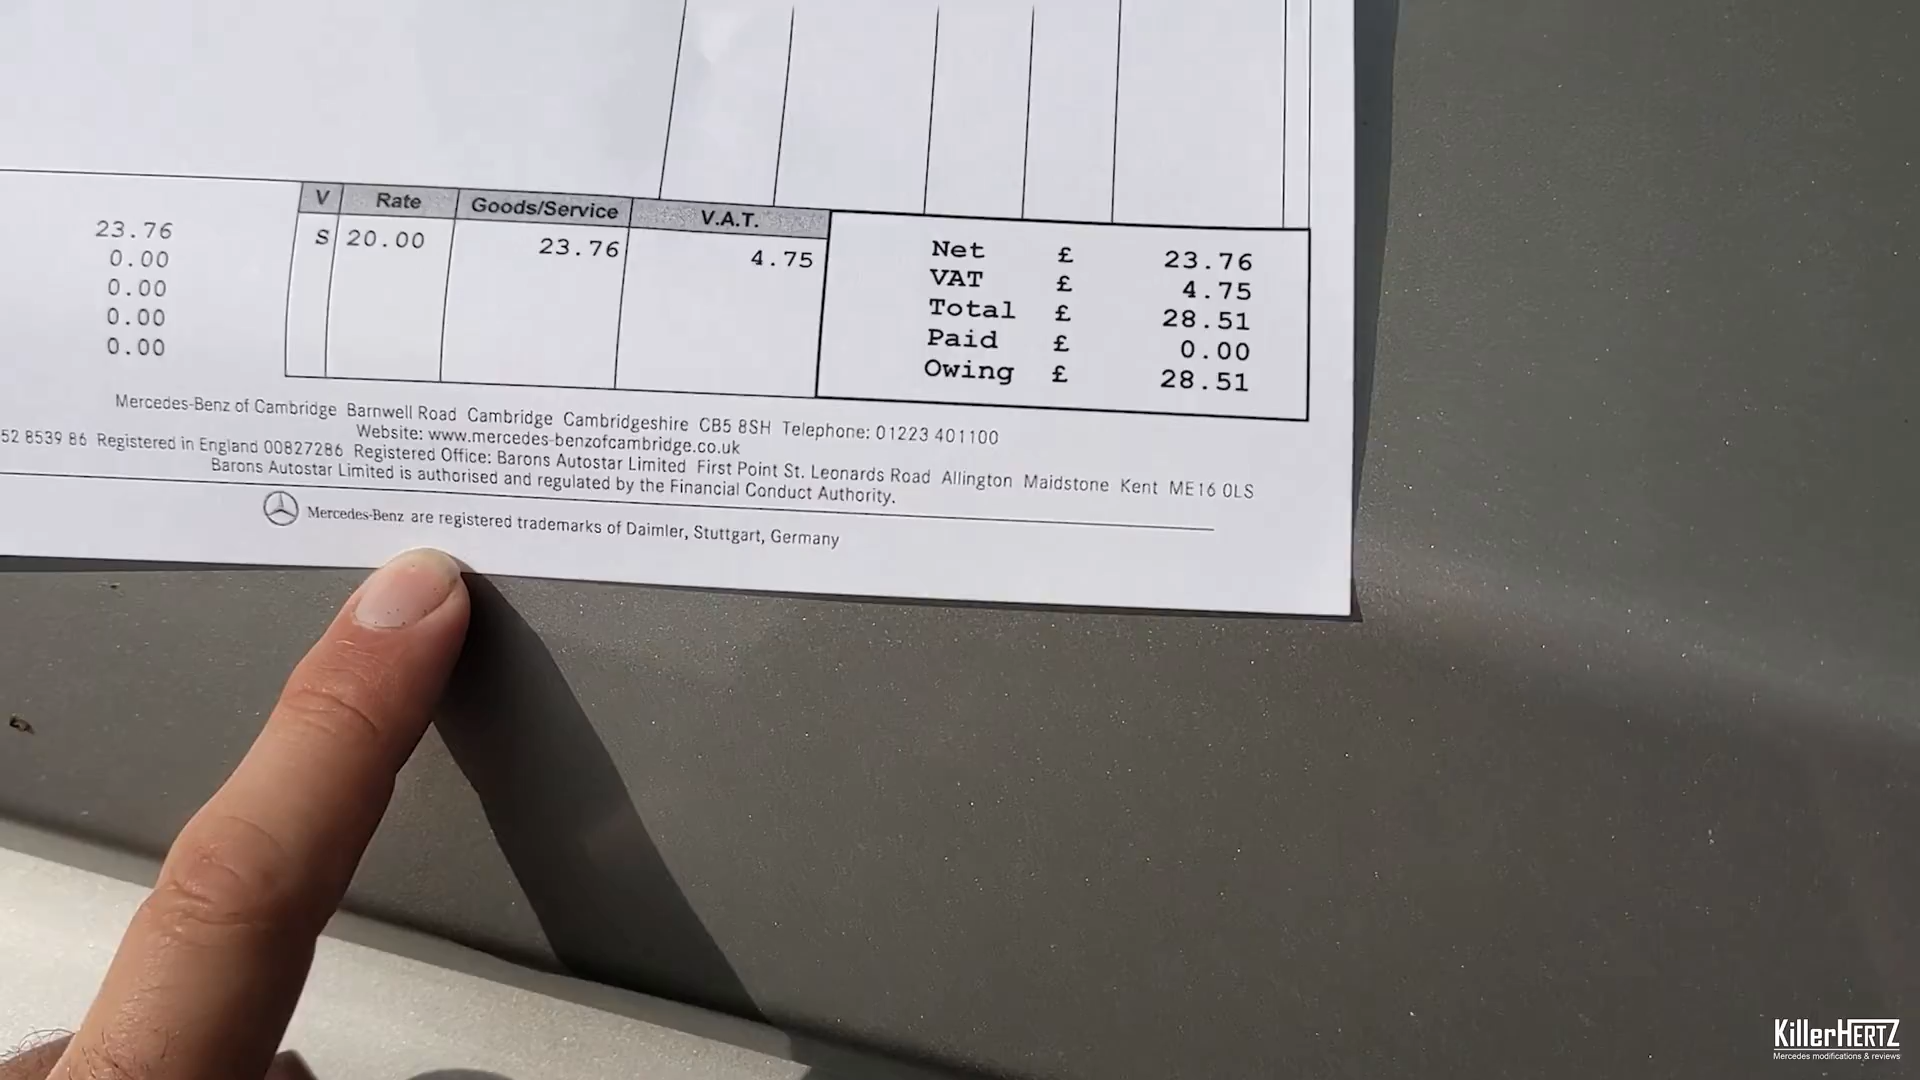 V Rate Goods/Service V.A.T.
S 20.00 23.76 4.75
23.76
0.00
0.00
0.00
0.00
Net £ 23.76
VAT £ 4.75
Total £ 28.51
Paid £ 0.00
Owing £ 28.51
Mercedes-Benz of Cambridge Barnwell Road Cambridge Cambridgeshire CB5 8SH Telephone: 01223 401100
Website: www.mercedes-benzofcambridge.co.uk
52 8539 86 Registered in England 00827286 Registered Office: Barons Autostar Limited First Point St. Leonards Road Allington Maidstone Kent ME16 0LS
Barons Autostar Limited is authorised and regulated by the Financial Conduct Authority.
Mercedes-Benz are registered trademarks of Daimler, Stuttgart, Germany
KillerHERTZ
Mercedes modifications & reviews